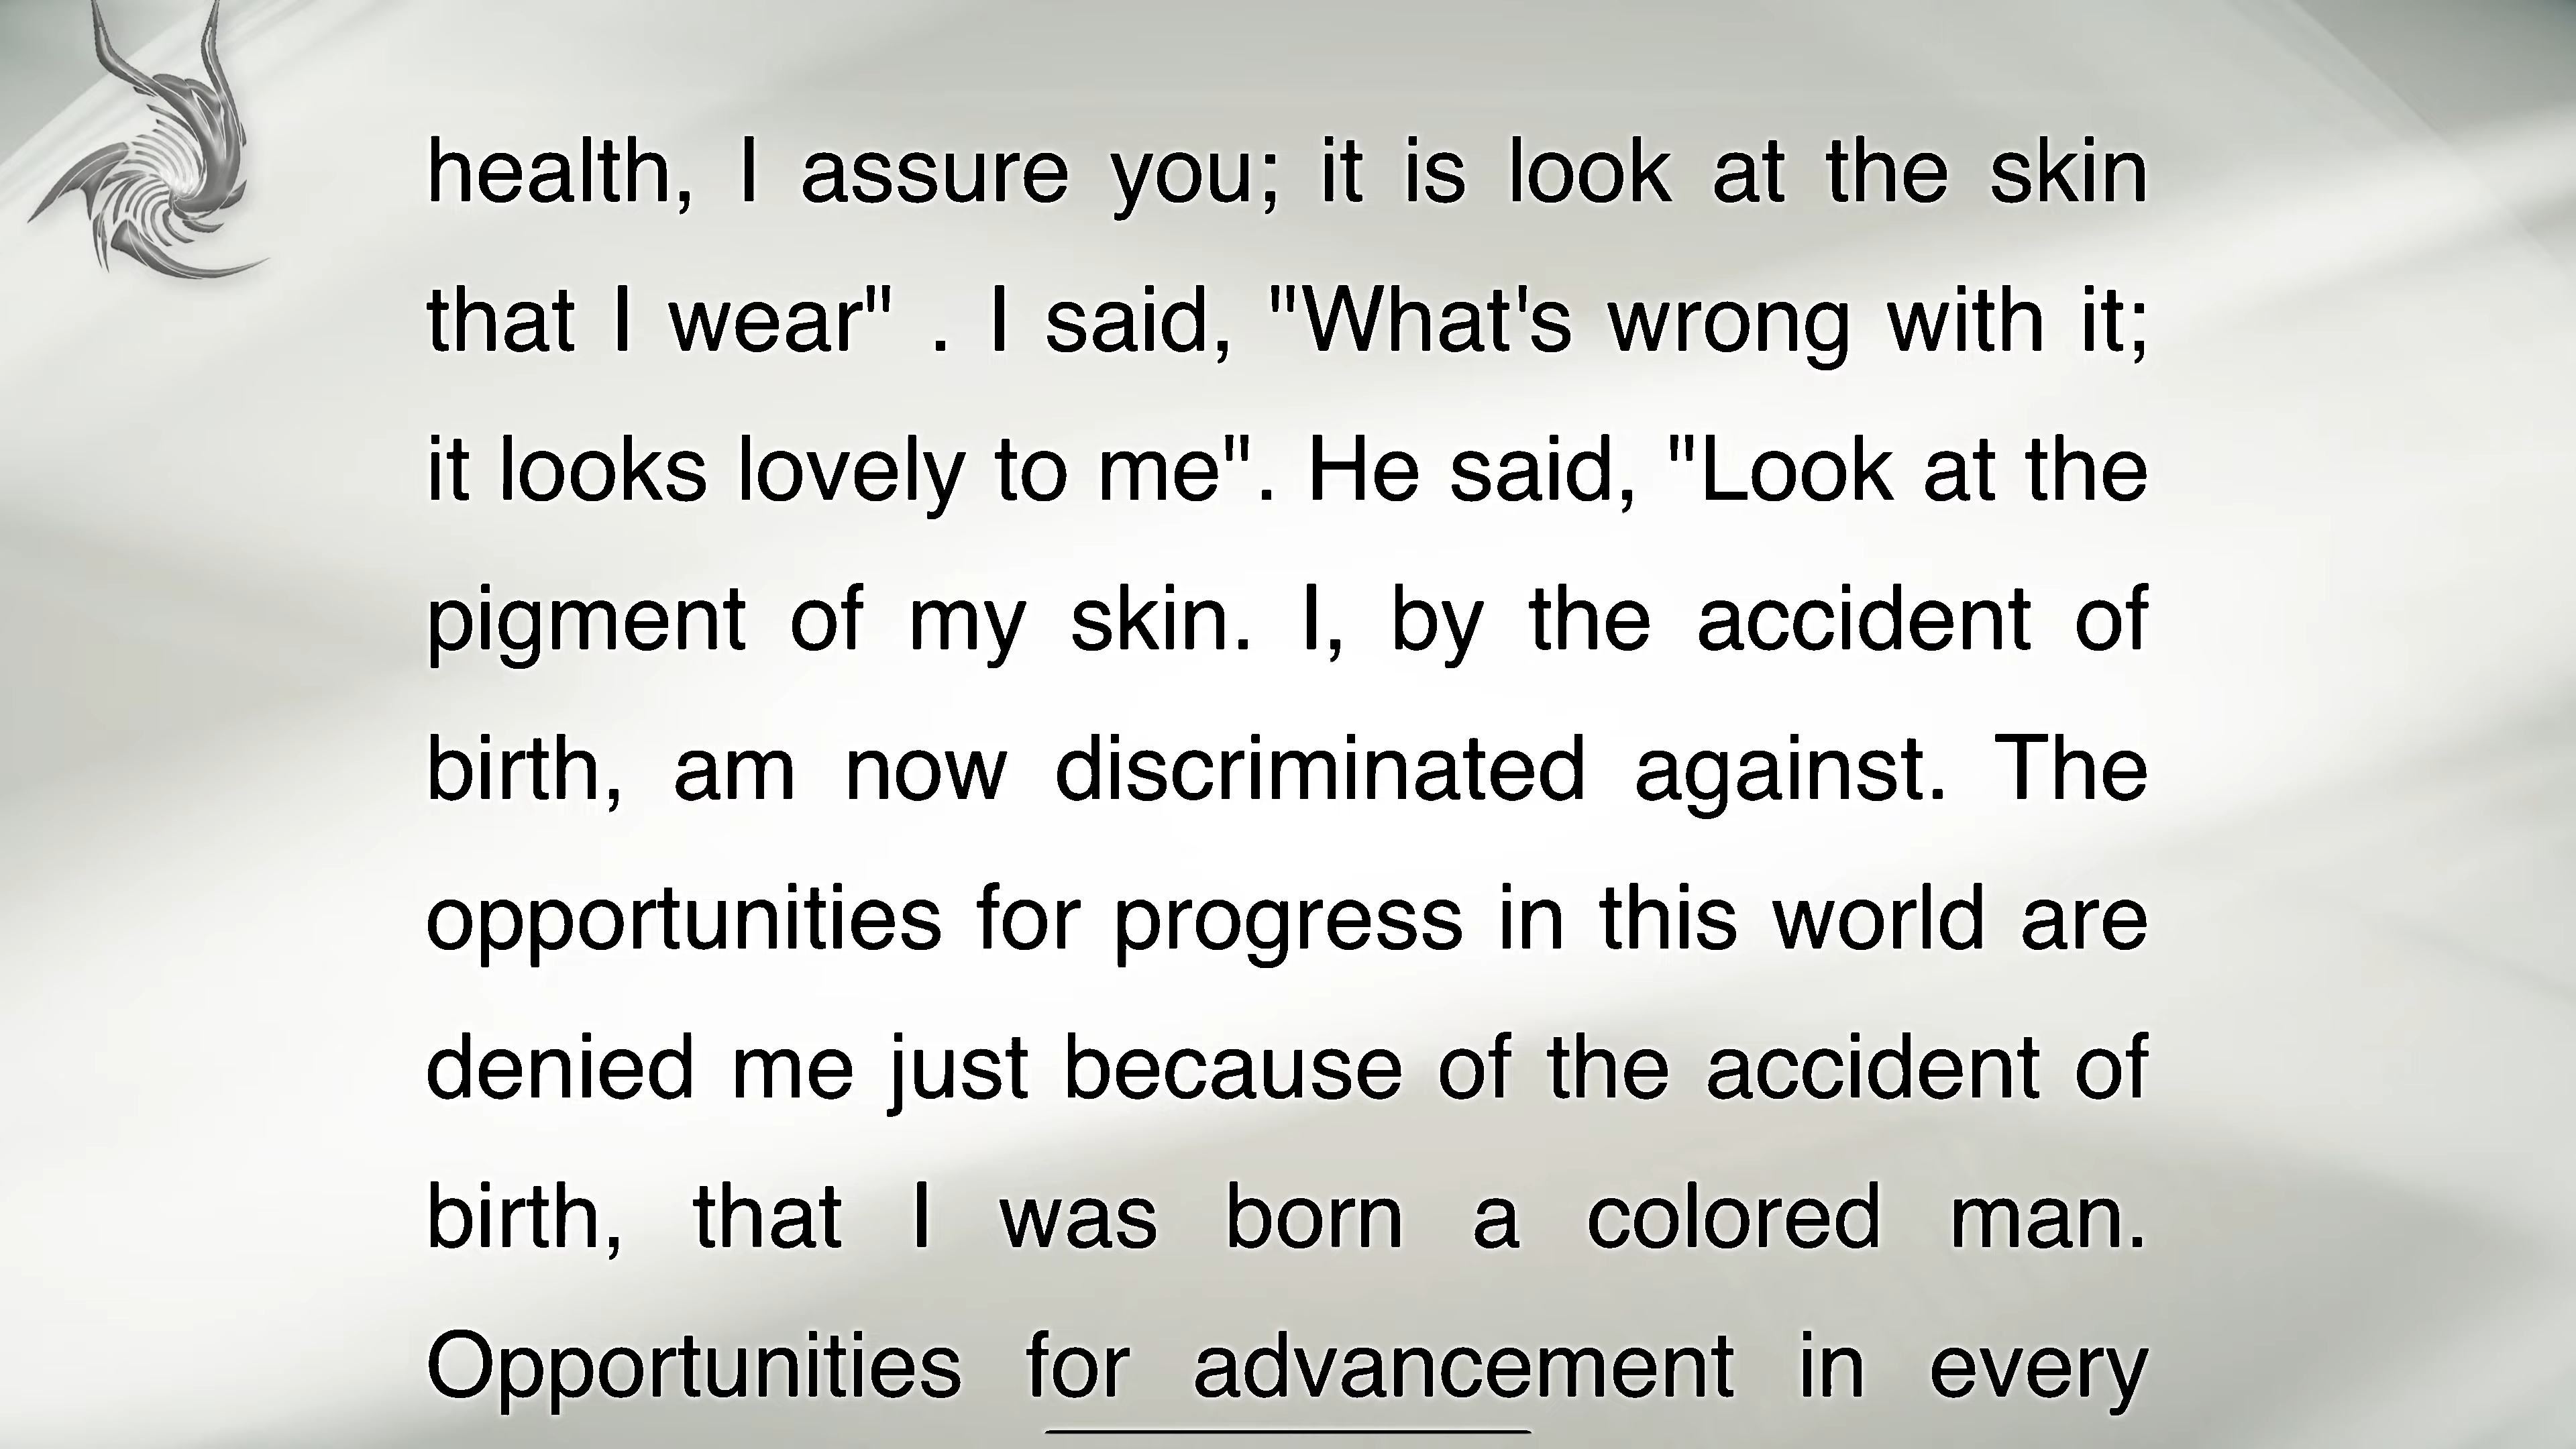 health, I assure you; it is look at the skin
that I wear" . I said, "What's wrong with it;
it looks lovely to me". He said, "Look at the
pigment of my skin. I, by the accident of
birth, am now discriminated against. The
opportunities for progress in this world are
denied me just because of the accident of
birth, that I was born a colored man.
Opportunities for advancement in every